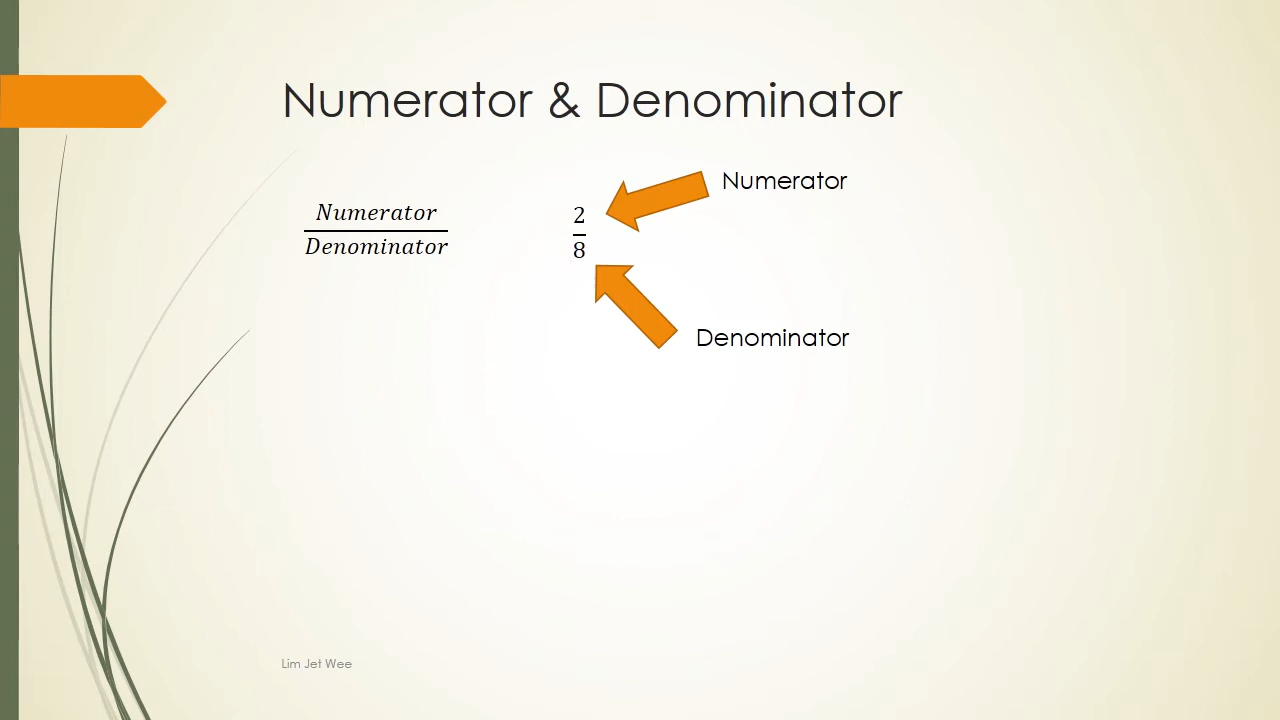 Numerator & Denominator
Numerator
Numerator
Denominator
2
8
Denominator
Lim Jet Wee